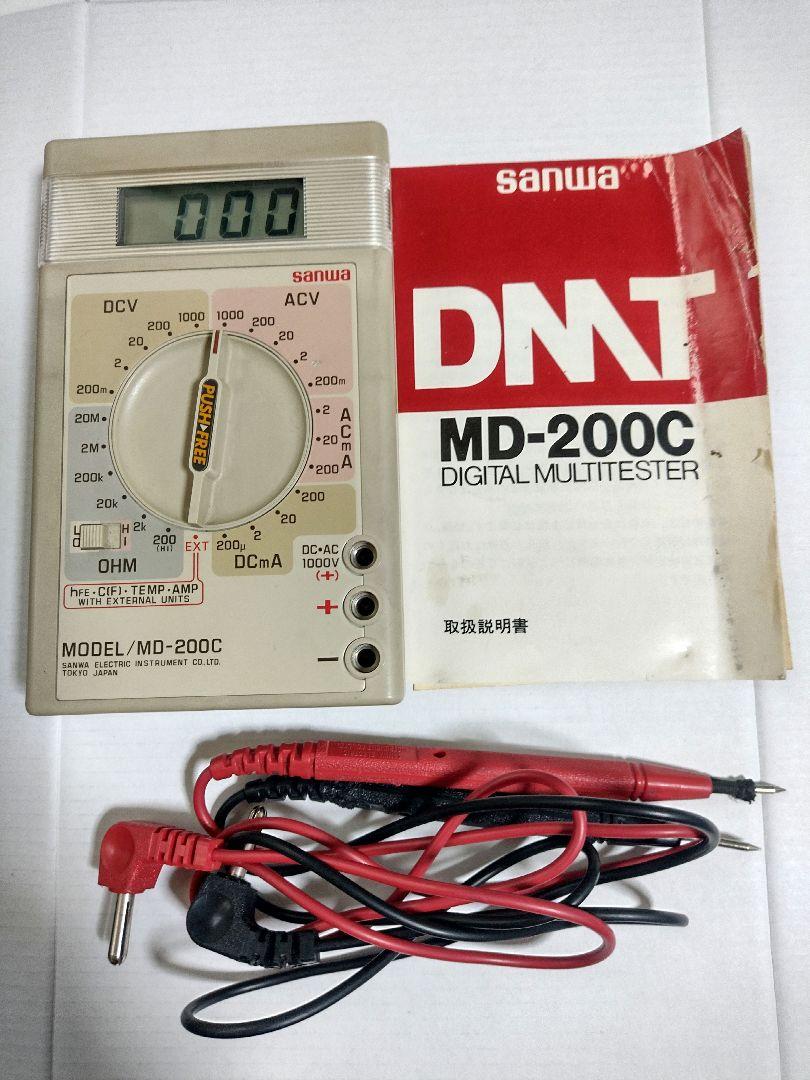 000
sanwa
DCV
ACV
200m
2
20
200
1000
1000
200
20
2
200m
2
20
200
ACmA
200
20
2
200μ
DCmA
20M
2M
200k
20k
2k
200
(HI)
OHM
LO
HI
EXT
PUSH▷FREE
hFE・C(F)・TEMP・AMP
WITH EXTERNAL UNITS
DC・AC
1000V
(+)
+
−
MODEL/MD-200C
SANWA ELECTRIC INSTRUMENT CO.,LTD.
TOKYO JAPAN
sanwa
DMT
MD-200C
DIGITAL MULTITESTER
取扱説明書